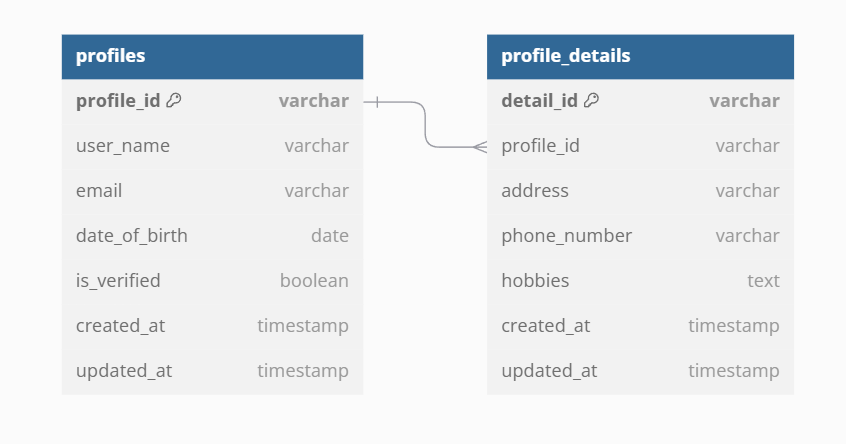 profiles
profile_id varchar
user_name varchar
email varchar
date_of_birth date
is_verified boolean
created_at timestamp
updated_at timestamp
profile_details
detail_id varchar
profile_id varchar
address varchar
phone_number varchar
hobbies text
created_at timestamp
updated_at timestamp